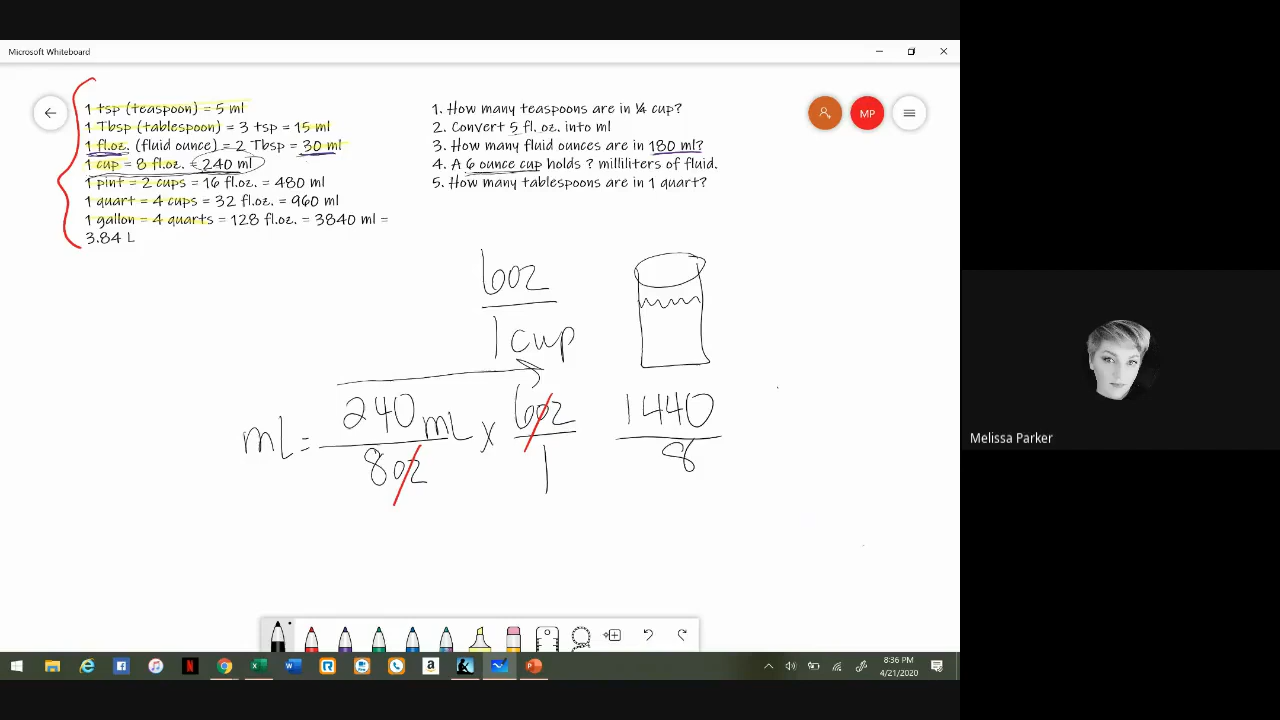 Microsoft Whiteboard
1 tsp (teaspoon) = 5 ml
1 Tbsp (tablespoon) = 3 tsp = 15 ml
1 fl.oz. (fluid ounce) = 2 Tbsp = 30 ml
1 cup = 8 fl.oz. = 240 ml
1 pint = 2 cups = 16 fl.oz. = 480 ml
1 quart = 4 cups = 32 fl.oz. = 960 ml
1 gallon = 4 quarts = 128 fl.oz. = 3840 ml =
3.84 L
1. How many teaspoons are in ¼ cup?
2. Convert 5 fl. oz. into ml
3. How many fluid ounces are in 180 ml?
4. A 6 ounce cup holds ? milliliters of fluid.
5. How many tablespoons are in 1 quart?
MP
6oz
1 cup
240 mL 6oz 1440
mL = x
8oz 1 8
Melissa Parker
8:36 PM
4/21/2020